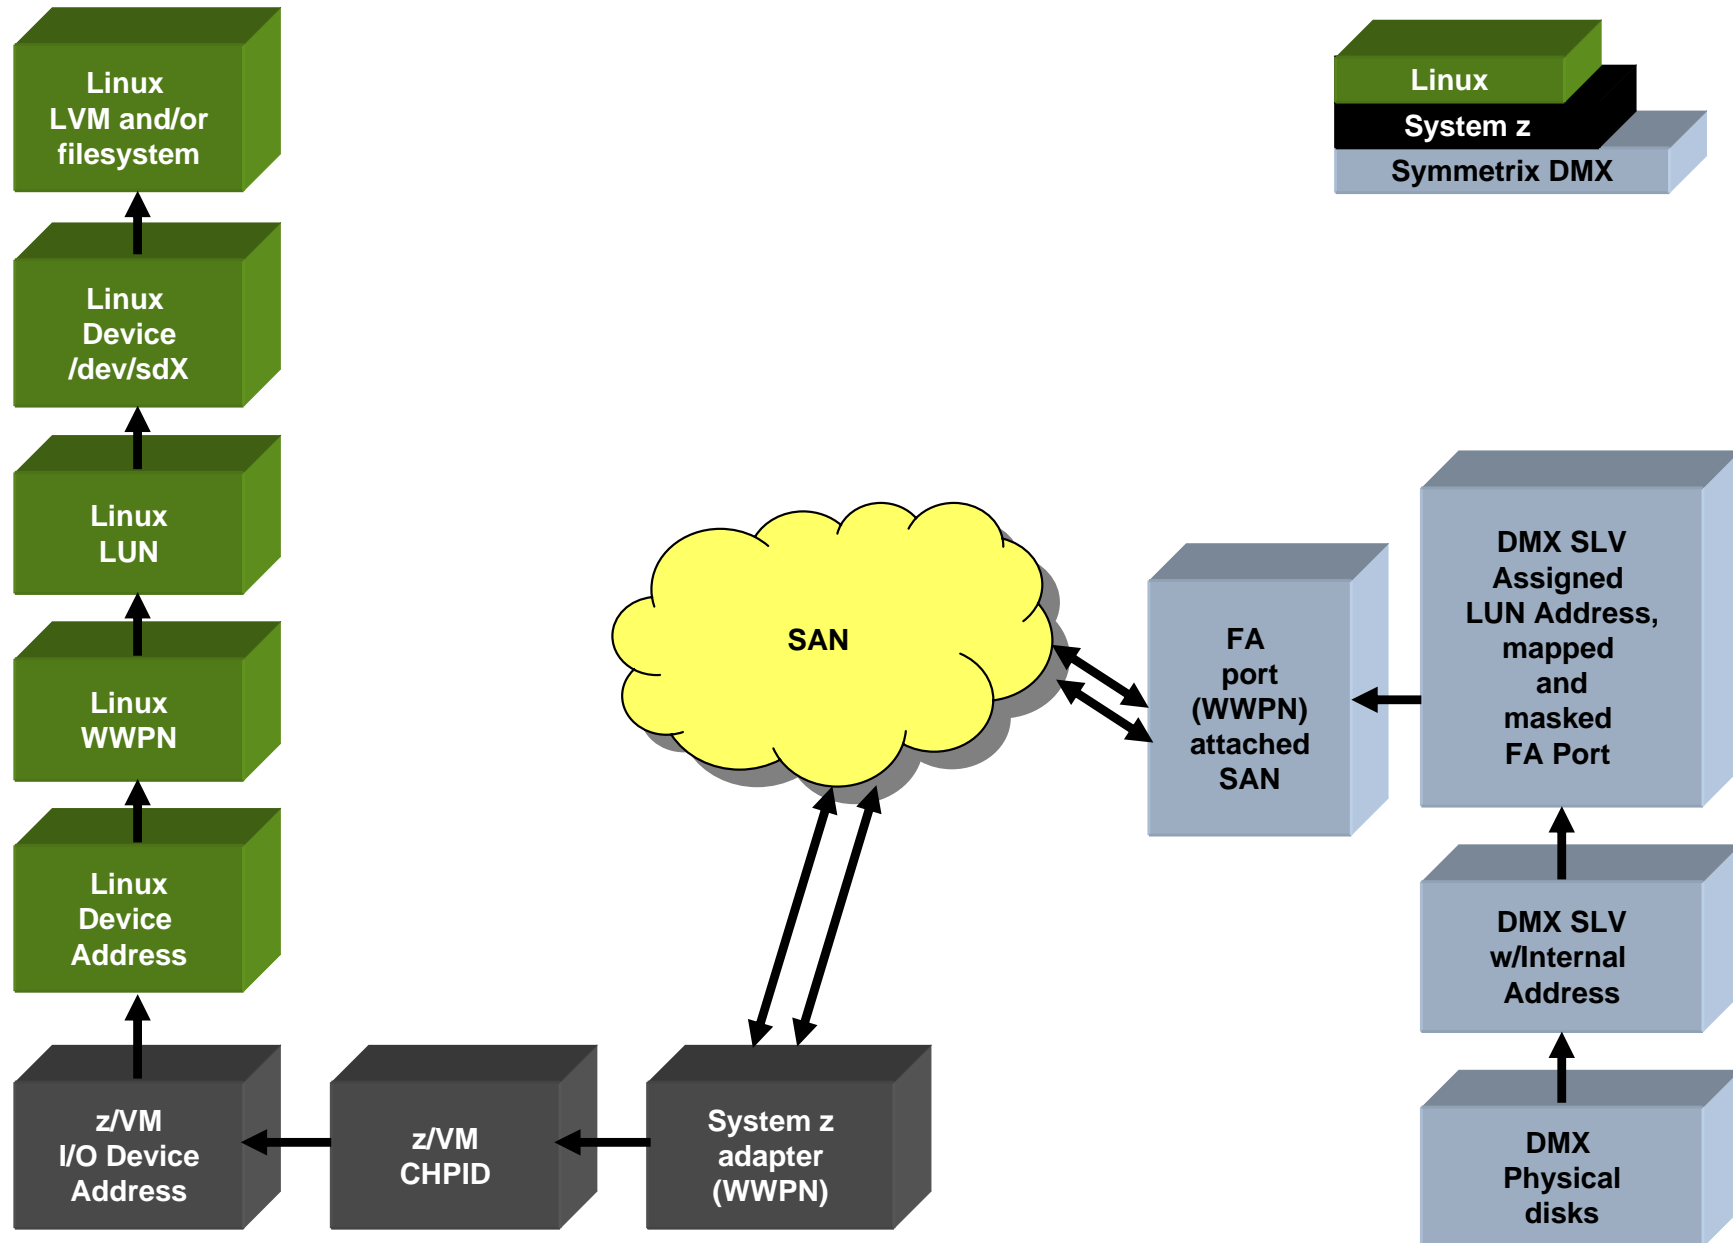 Linux
LVM and/or
filesystem
Linux
Device
/dev/sdX
Linux
LUN
Linux
WWPN
Linux
Device
Address
z/VM
I/O Device
Address
z/VM
CHPID
System z
adapter
(WWPN)
SAN
FA
port
(WWPN)
attached
SAN
DMX SLV
Assigned
LUN Address,
mapped
and
masked
FA Port
DMX SLV
w/Internal
Address
DMX
Physical
disks
Linux
System z
Symmetrix DMX